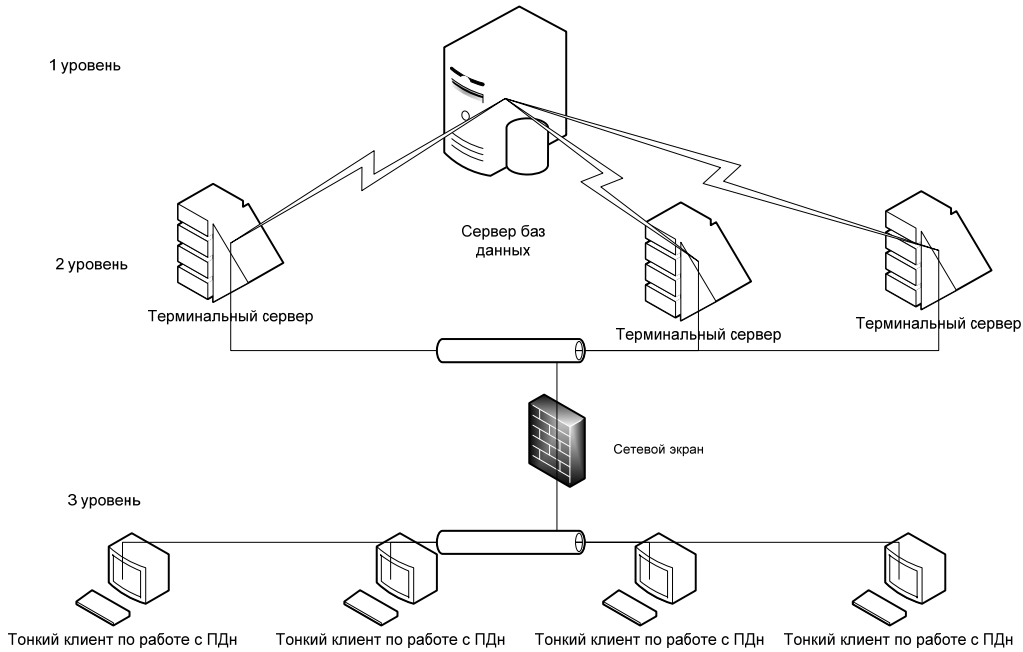 1 уровень
Сервер баз
данных
2 уровень
Терминальный сервер
Терминальный сервер
Терминальный сервер
Сетевой экран
3 уровень
Тонкий клиент по работе с ПДн
Тонкий клиент по работе с ПДн
Тонкий клиент по работе с ПДн
Тонкий клиент по работе с ПДн